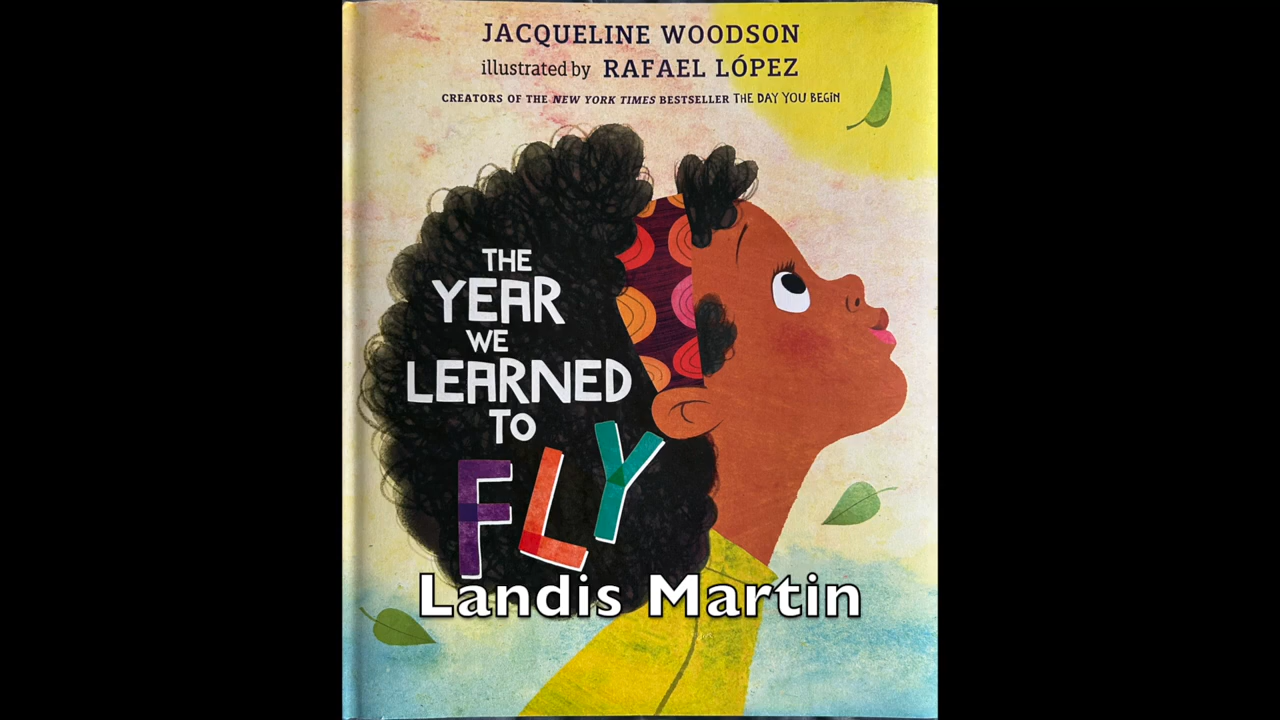 JACQUELINE WOODSON
illustrated by RAFAEL LÓPEZ
CREATORS OF THE NEW YORK TIMES BESTSELLER THE DAY YOU BEGIN
THE
YEAR
WE
LEARNED
TO
FLY
Landis Martin